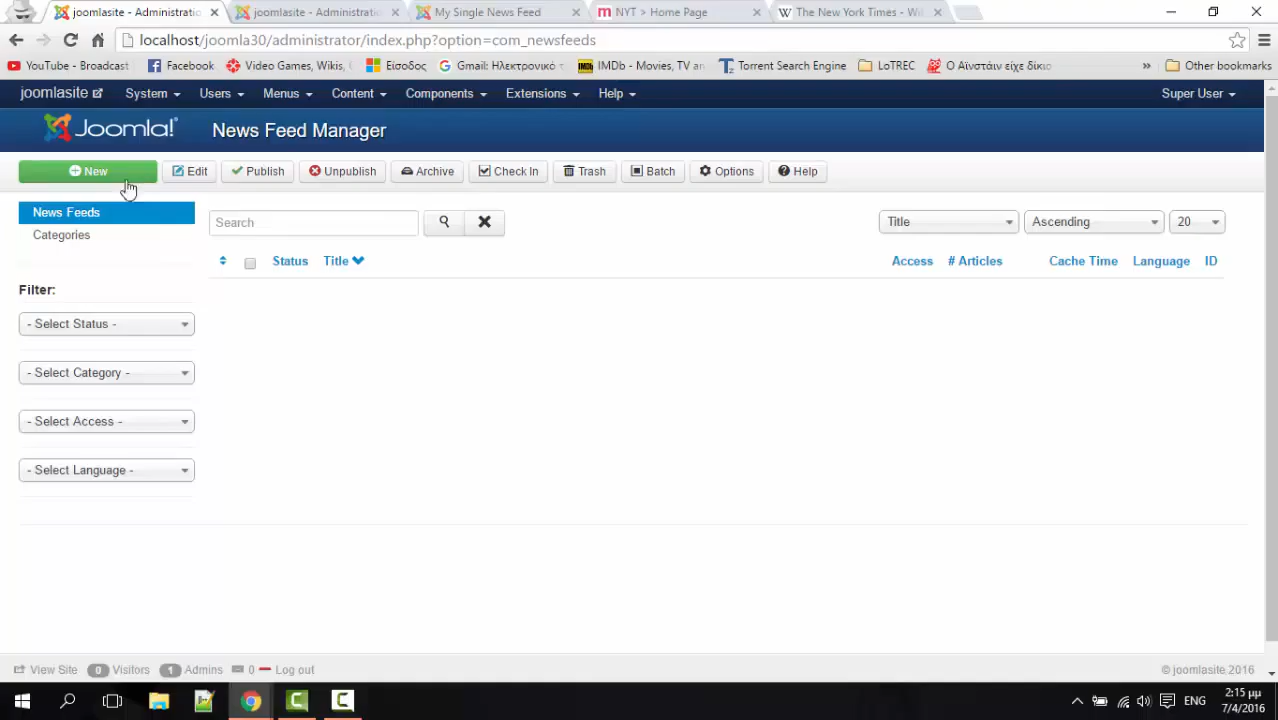 joomlasite - Administratio
joomlasite - Administrati
My Single News Feed
NYT > Home Page
The New York Times - Wi
localhost/joomla30/administrator/index.php?option=com_newsfeeds
YouTube - Broadcast
Facebook
Video Games, Wikis,
Είσοδος
Gmail: Ηλεκτρονικό
IMDb - Movies, TV an
Torrent Search Engine
LoTREC
Ο Αϊνστάιν είχε δίκιο
»
Other bookmarks
joomlasite
System
Users
Menus
Content
Components
Extensions
Help
Super User
Joomla!
News Feed Manager
New
Edit
Publish
Unpublish
Archive
Check In
Trash
Batch
Options
Help
News Feeds
Categories
Search
Title
Ascending
20
Status
Title
Access
# Articles
Cache Time
Language
ID
Filter:
- Select Status -
- Select Category -
- Select Access -
- Select Language -
View Site
0 Visitors
1 Admins
0
Log out
© joomlasite 2016
ENG
2:15 μμ
7/4/2016